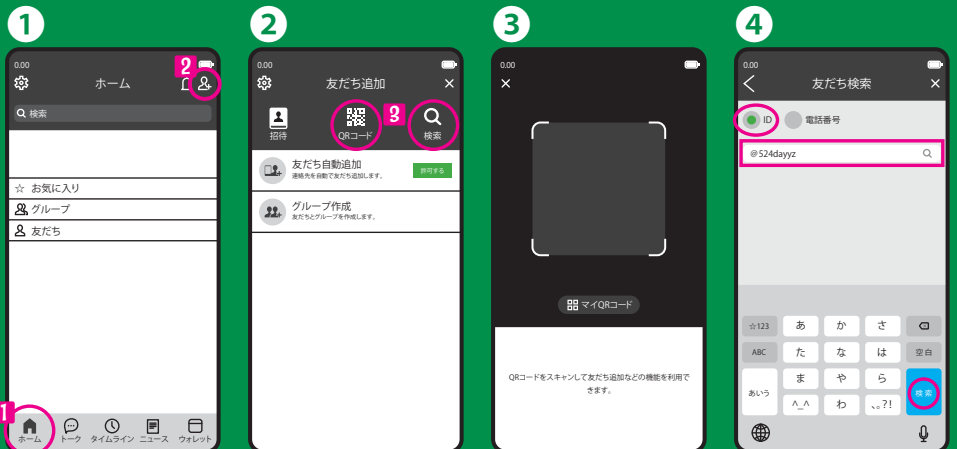 1
0.00
2
ホーム
検索
お気に入り
グループ
友だち
1
ホーム
トーク
タイムライン
ニュース
ウォレット
2
0.00
友だち追加
招待
QRコード
3
検索
友だち自動追加
連絡先を自動で友だち追加します。
許可する
グループ作成
友だちとグループを作成します。
3
0.00
マイQRコード
QRコードをスキャンして友だち追加などの機能を利用で
きます。
4
0.00
友だち検索
ID
電話番号
@524dayyz
☆123 あ か さ
ABC た な は 空白
あいう ま や ら 検索
^_^ わ 、。?!